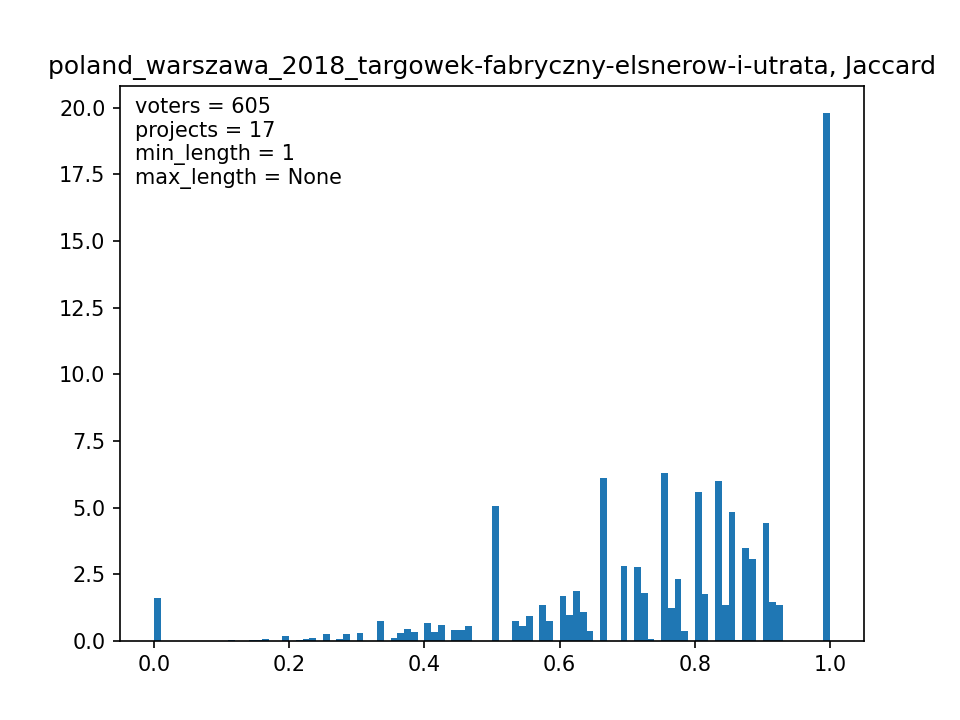 poland_warszawa_2018_targowek-fabryczny-elsnerow-i-utrata, Jaccard
voters = 605
projects = 17
min_length = 1
max_length = None
20.0
17.5
15.0
12.5
10.0
7.5
5.0
2.5
0.0
0.0 0.2 0.4 0.6 0.8 1.0